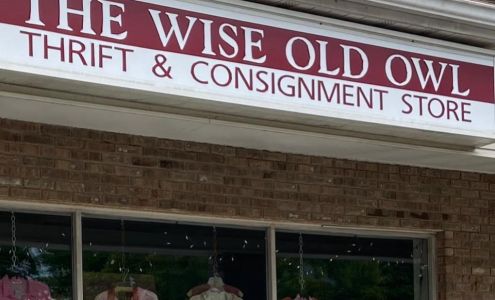 THE WISE OLD OWL
THRIFT & CONSIGNMENT STORE